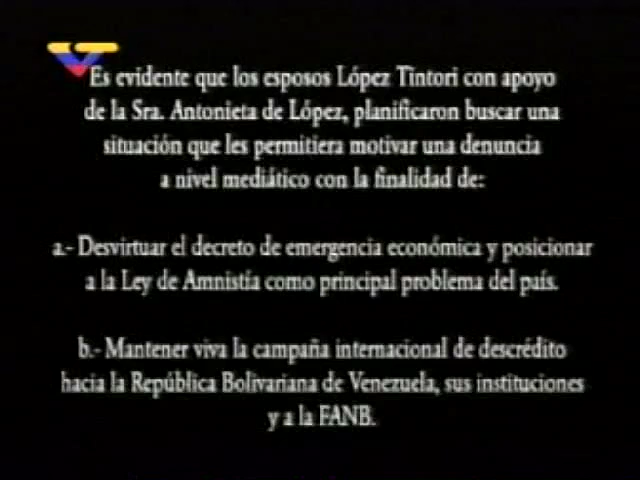 Es evidente que los esposos López Tintori con apoyo
de la Sra. Antonieta de López, planificaron buscar una
situación que les permitiera motivar una denuncia
a nivel mediático con la finalidad de:
a.- Desvirtuar el decreto de emergencia económica y posicionar
a la Ley de Amnistía como principal problema del país.
b.- Mantener viva la campaña internacional de descrédito
hacia la República Bolivariana de Venezuela, sus instituciones
y a la FANB.